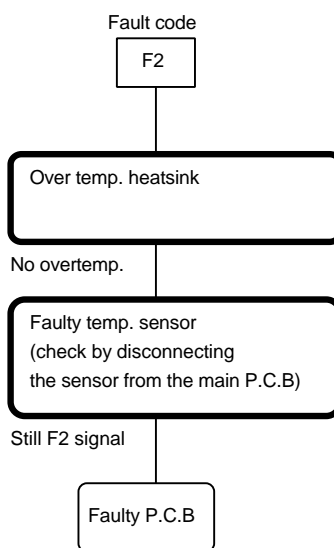 Fault code
F2
Over temp. heatsink
No overtemp.
Faulty temp. sensor
(check by disconnecting
the sensor from the main P.C.B)
Still F2 signal
Faulty P.C.B